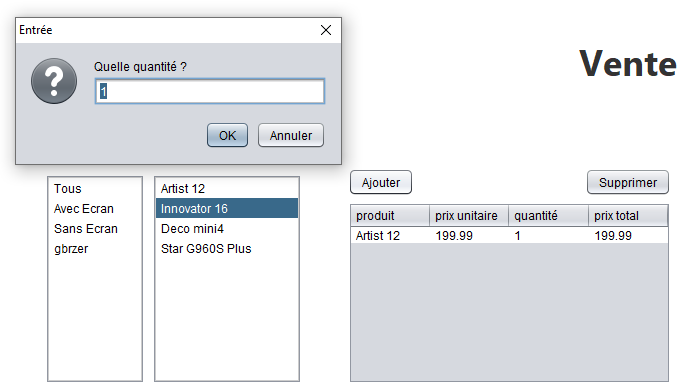 Entrée
Quelle quantité ?
1
OK
Annuler
Vente
Tous
Avec Ecran
Sans Ecran
gbrzer
Artist 12
Innovator 16
Deco mini4
Star G960S Plus
Ajouter
Supprimer
produit prix unitaire quantité prix total
Artist 12 199.99 1 199.99